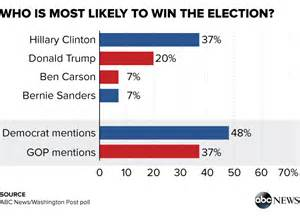 WHO IS MOST LIKELY TO WIN THE ELECTION?
Hillary Clinton 37%
Donald Trump 20%
Ben Carson 7%
Bernie Sanders 7%
Democrat mentions 48%
GOP mentions 37%
0 10 20 30 40 50 60 70%
SOURCE
ABC News/Washington Post poll
abc NEWS